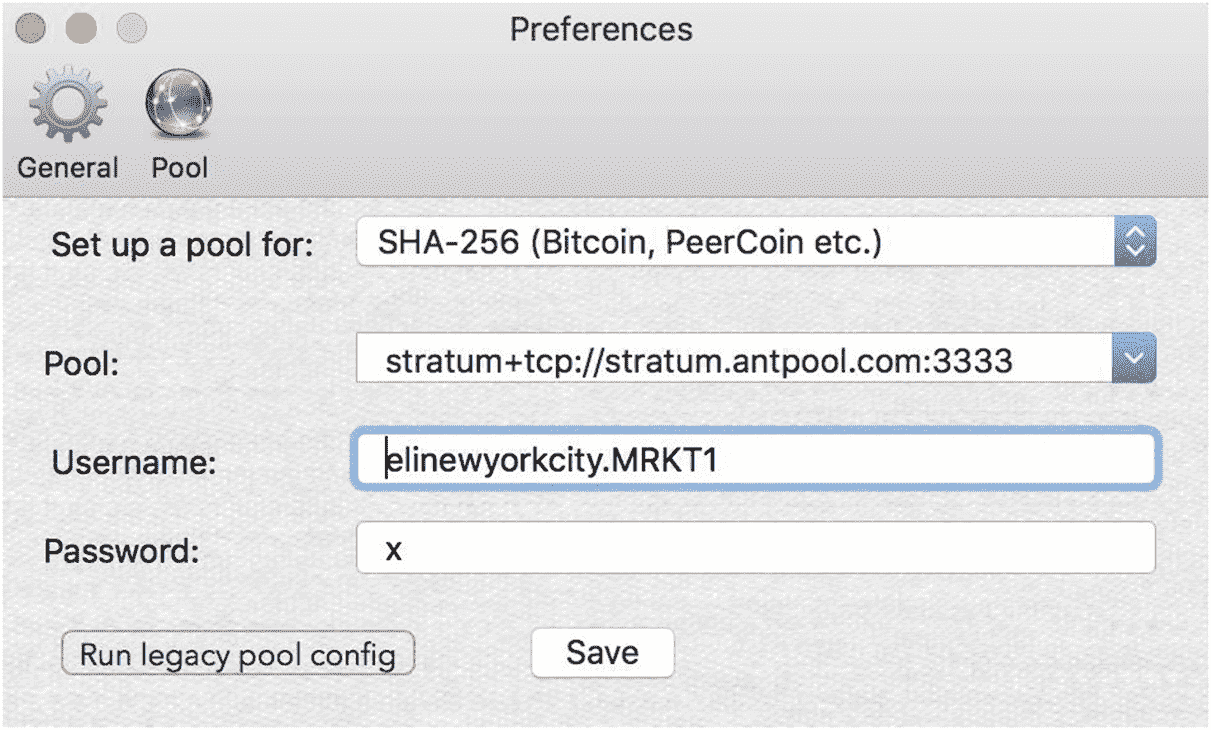 Preferences
General Pool
Set up a pool for: SHA-256 (Bitcoin, PeerCoin etc.)
Pool: stratum+tcp://stratum.antpool.com:3333
Username: elinewyorkcity.MRKT1
Password: x
Run legacy pool config Save